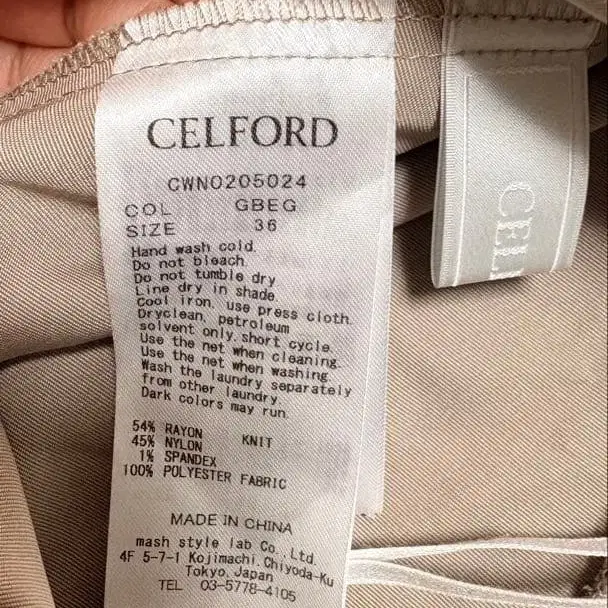 CELFORD
CWNO205024
COL GBEG
SIZE 36
Hand wash cold.
Do not bleach.
Do not tumble dry
Line dry in shade.
Cool iron, use press cloth.
Dryclean, petroleum
solvent only, short cycle.
Use the net when cleaning.
Use the net when washing.
Wash the laundry separately
from other laundry.
Dark colors may run.
54% RAYON
45% NYLON KNIT
1% SPANDEX
100% POLYESTER FABRIC
MADE IN CHINA
mash style lab Co., Ltd.
4F 5-7-1 Kojimachi, Chiyoda-Ku
Tokyo, Japan
TEL 03-5778-4105
CEL